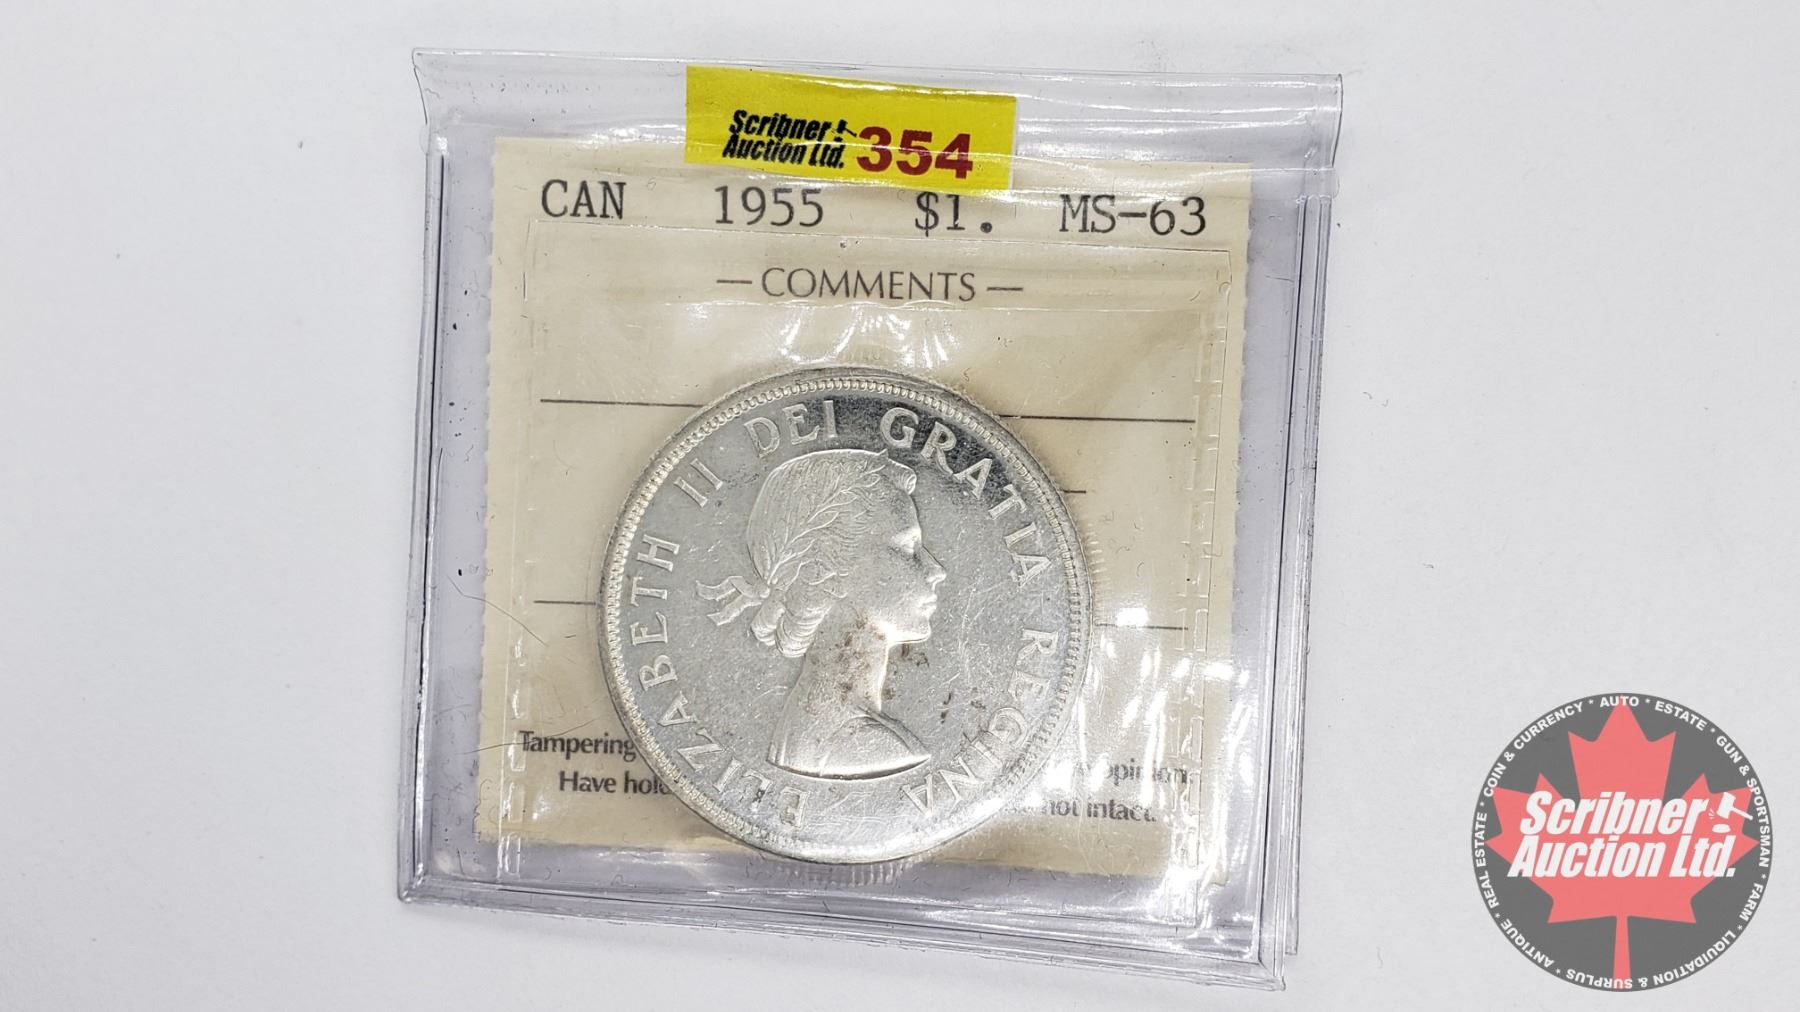 Scribner
Auction Ltd. 354
CAN 1955 $1. MS-63
— COMMENTS —
ELIZABETH II DEI GRATIA REGINA
Tampering opinion.
Have not intact.
REAL ESTATE * COIN & CURRENCY * AUTO * ESTATE * GUN & SPORTSMAN * FARM * LIQUIDATION & SURPLUS * ANTIQUE *
Scribner
Auction Ltd.